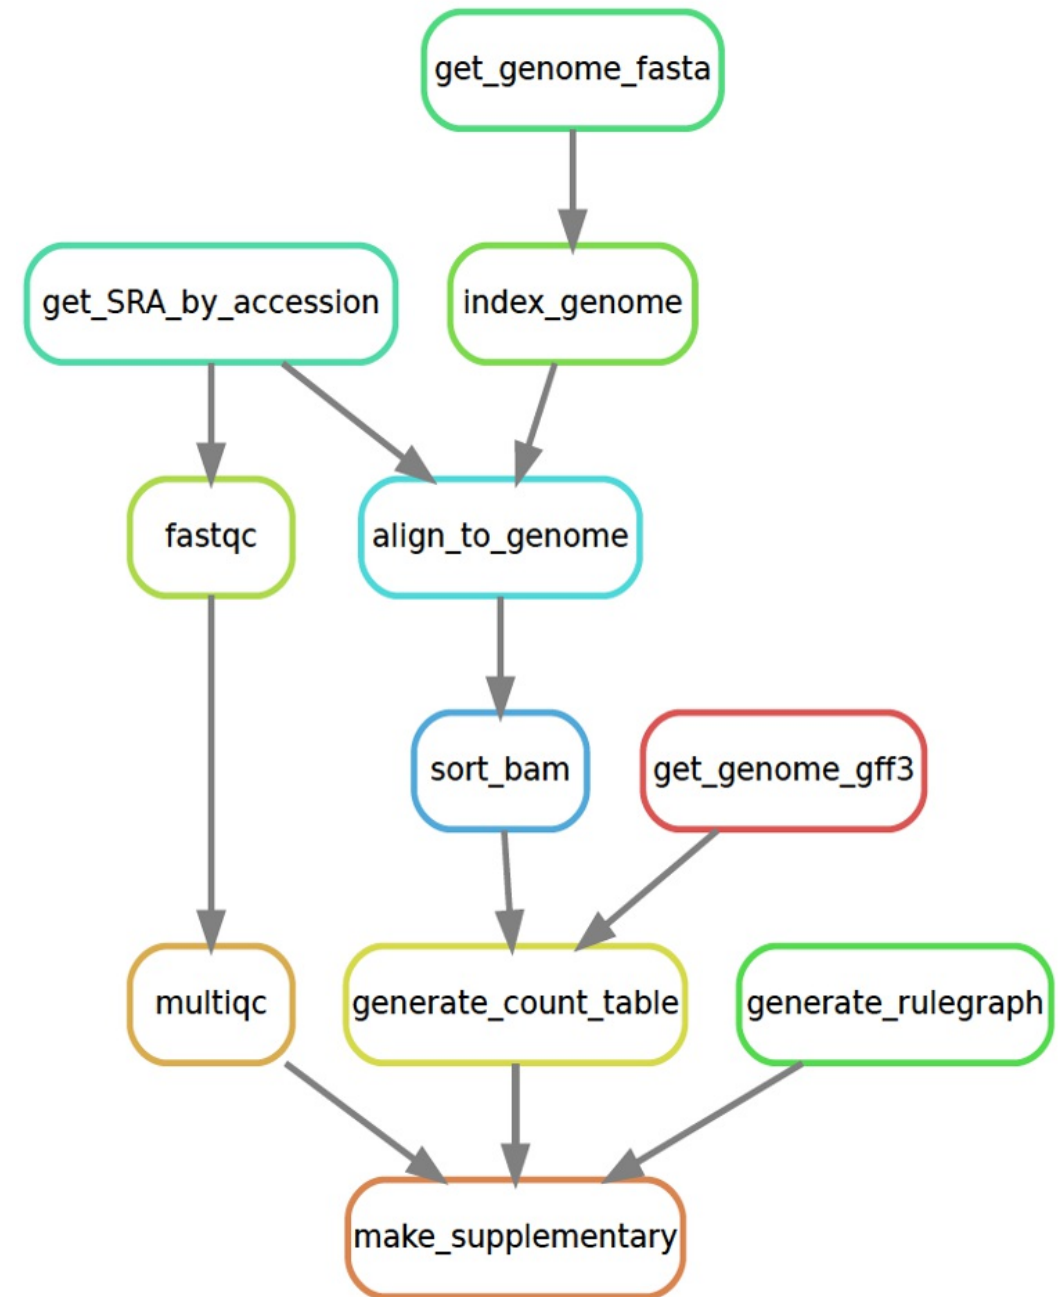 get_genome_fasta
get_SRA_by_accession
index_genome
fastqc
align_to_genome
sort_bam
get_genome_gff3
multiqc
generate_count_table
generate_rulegraph
make_supplementary